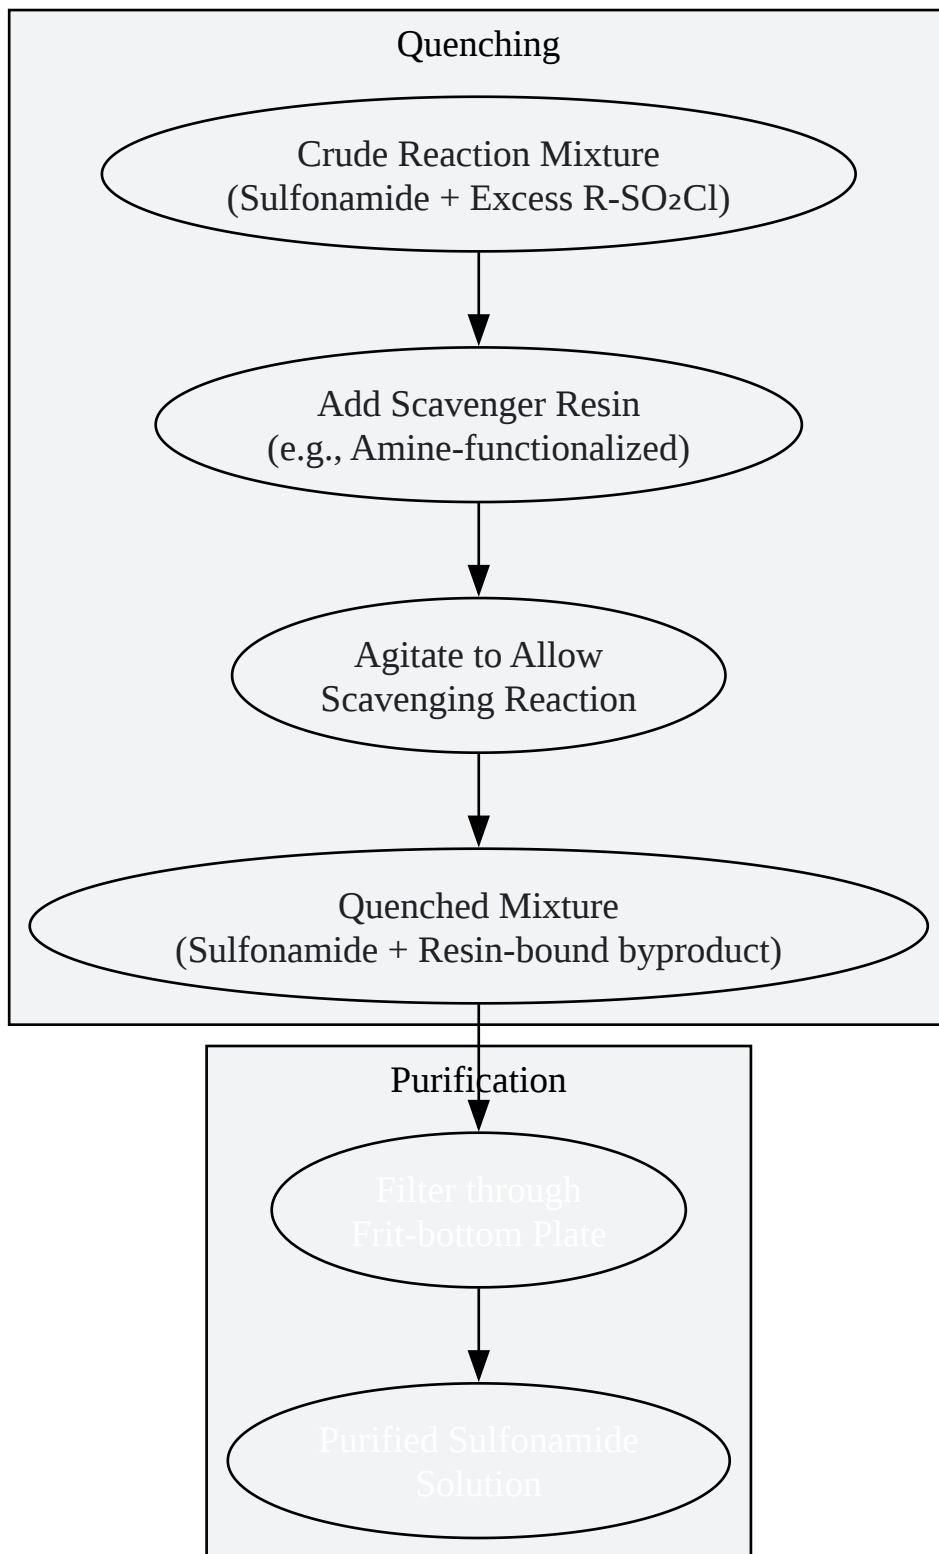 Quenching
Crude Reaction Mixture
(Sulfonamide + Excess R-SO₂Cl)
Add Scavenger Resin
(e.g., Amine-functionalized)
Agitate to Allow
Scavenging Reaction
Quenched Mixture
(Sulfonamide + Resin-bound byproduct)
Purification
Filter through
Frit-bottom Plate
Purified Sulfonamide
Solution